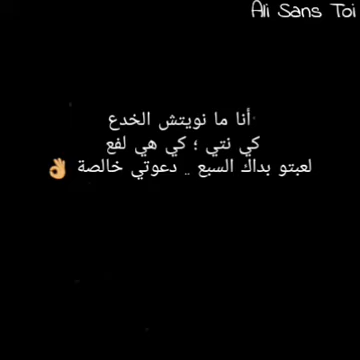 Ali Sans Toi
أنا ما نويتش الخدع
كي نتي ؛ كي هي لفع
لعبتو بداك السبع .. دعوتي خالصة 👌